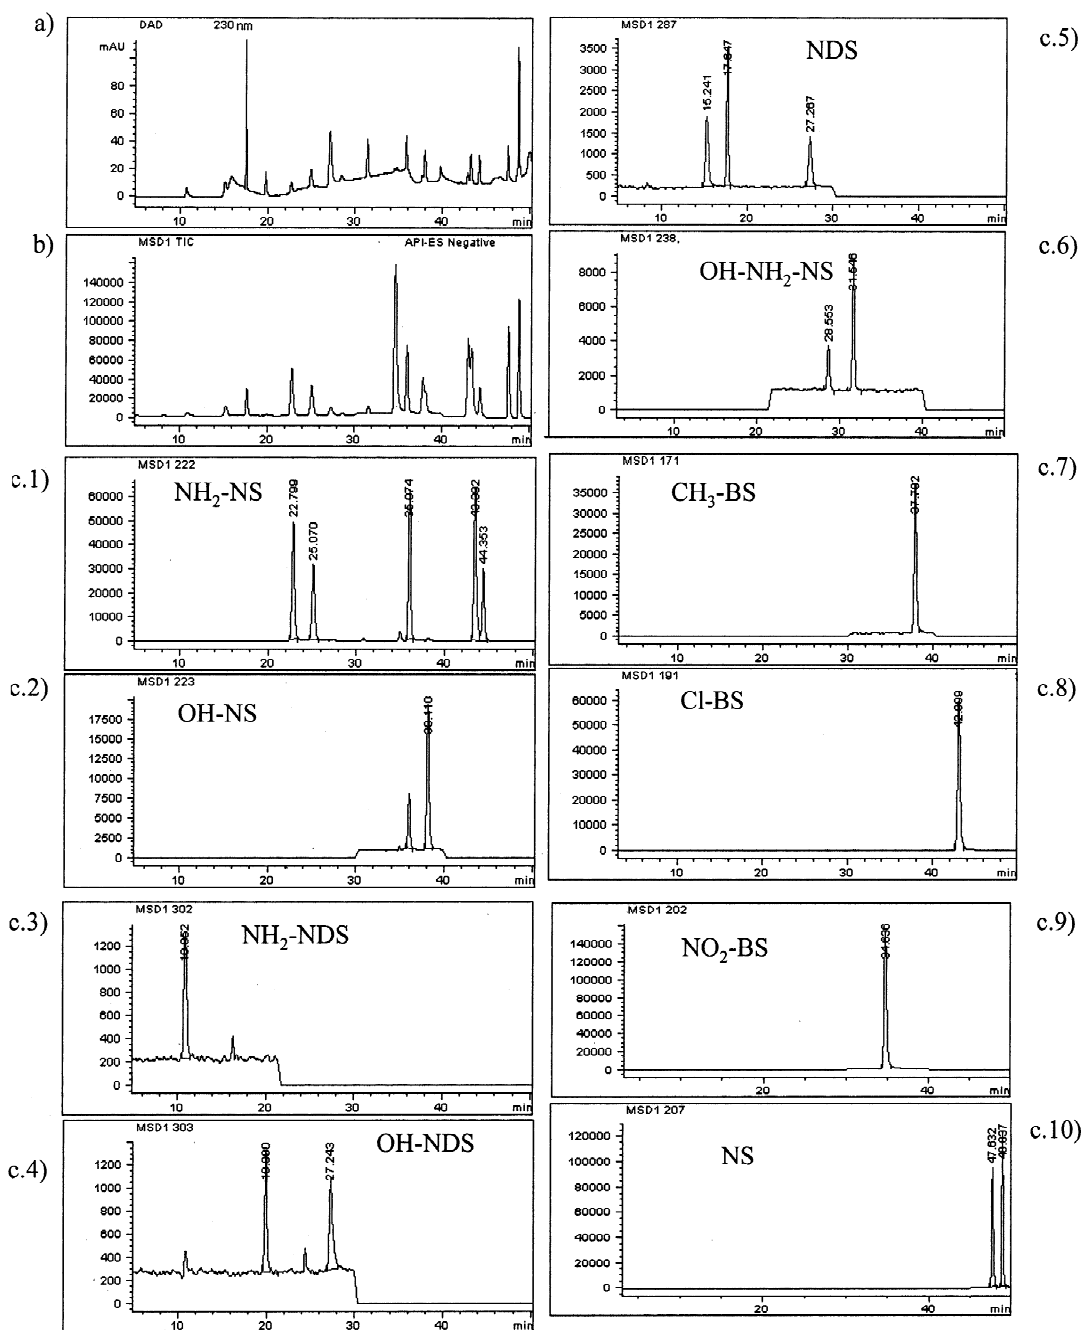 a)
DAD 230 nm
mAU
80
60
40
20
0
10 20 30 40 min
b)
MSD1 TIC API-ES Negative
140000
120000
100000
80000
60000
40000
20000
0
10 20 30 40 min
c.1)
MSD1 222
NH₂-NS
22.799
25.070
44.353
60000
50000
40000
30000
20000
10000
0
10 20 30 40 min
c.2)
MSD1 223
OH-NS
17500
15000
12500
10000
7500
5000
2500
0
10 20 30 40 min
c.3)
MSD1 302
NH₂-NDS
1200
1000
800
600
400
200
0
10 20 30 40 min
c.4)
MSD1 303
OH-NDS
27.243
1200
1000
800
600
400
200
0
10 20 30 40 min
c.5)
MSD1 287
NDS
15.241
17.647
27.267
3500
3000
2500
2000
1500
1000
500
0
10 20 30 40 min
c.6)
MSD1 238,
OH-NH₂-NS
28.553
31.546
8000
6000
4000
2000
0
10 20 30 40 min
c.7)
MSD1 171
CH₃-BS
37.792
35000
30000
25000
20000
15000
10000
5000
0
10 20 30 40 min
c.8)
MSD1 191
Cl-BS
60000
50000
40000
30000
20000
10000
0
10 20 30 40 min
c.9)
MSD1 202
NO₂-BS
140000
120000
100000
80000
60000
40000
20000
0
20 40 min
c.10)
MSD1 207
NS
47.632
120000
100000
80000
60000
40000
20000
0
20 40 min